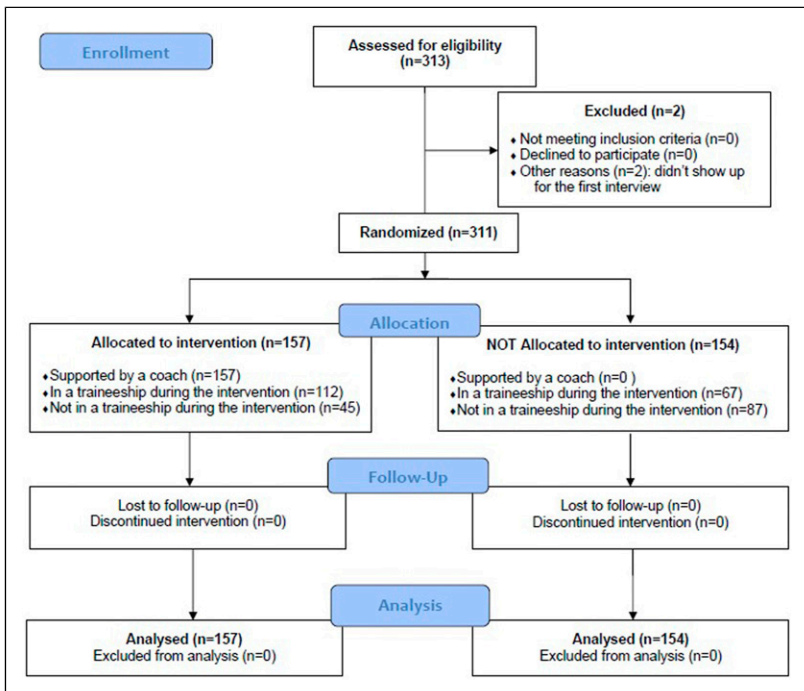 Enrollment
Assessed for eligibility
(n=313)
Excluded (n=2)
♦ Not meeting inclusion criteria (n=0)
♦ Declined to participate (n=0)
♦ Other reasons (n=2): didn't show up
for the first interview
Randomized (n=311)
Allocation
Allocated to intervention (n=157)
♦Supported by a coach (n=157)
♦In a traineeship during the intervention (n=112)
♦Not in a traineeship during the intervention (n=45)
NOT Allocated to intervention (n=154)
♦Supported by a coach (n=0 )
♦In a traineeship during the intervention (n=67)
♦Not in a traineeship during the intervention (n=87)
Follow-Up
Lost to follow-up (n=0)
Discontinued intervention (n=0)
Lost to follow-up (n=0)
Discontinued intervention (n=0)
Analysis
Analysed (n=157)
Excluded from analysis (n=0)
Analysed (n=154)
Excluded from analysis (n=0)